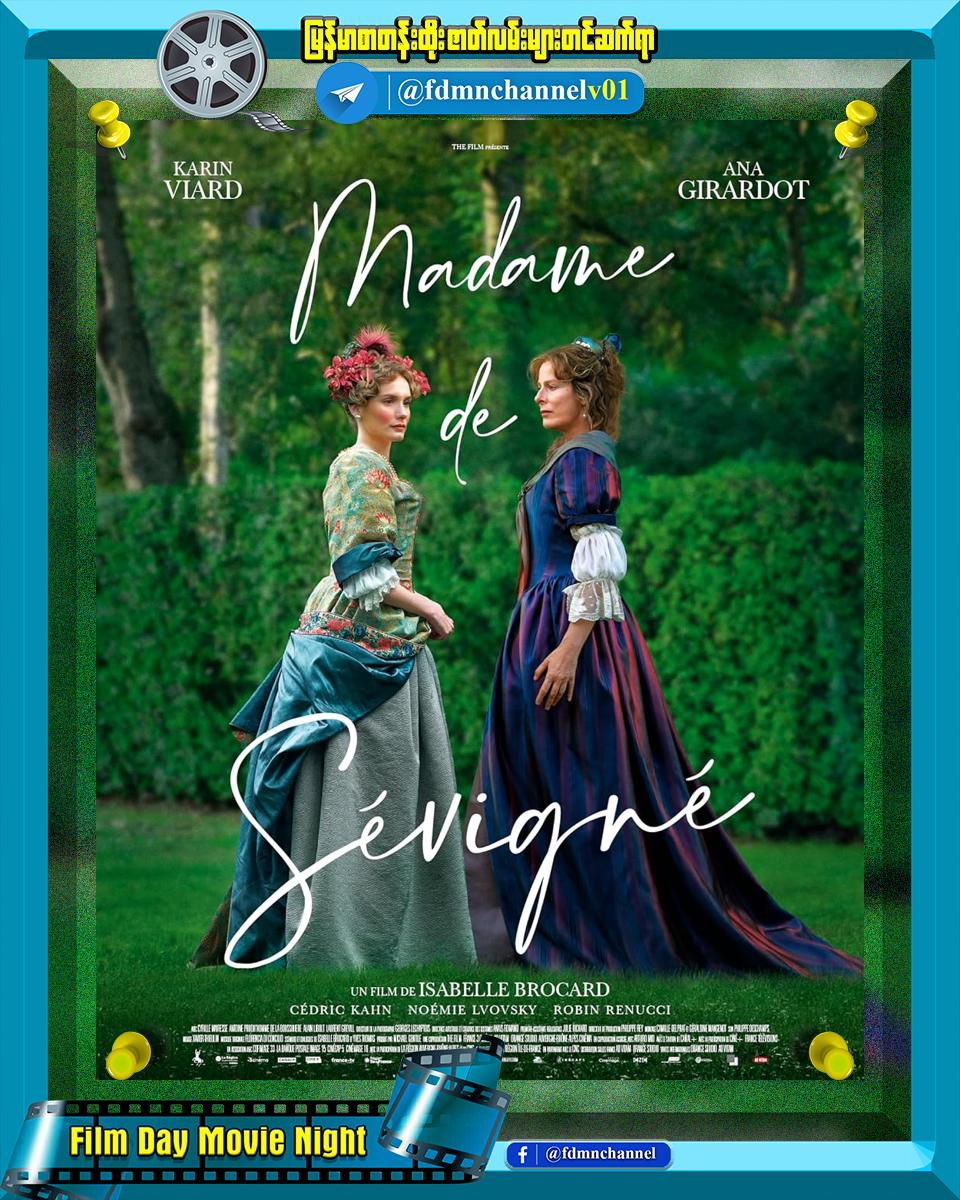 မြန်မာစာတန်းထိုးဇာတ်လမ်းများတင်ဆက်ရာ
@fdmnchannelv01
THE FILM PRÉSENTE
KARIN
VIARD
ANA
GIRARDOT
Madame
de
Sévigné
UN FILM DE ISABELLE BROCARD
CÉDRIC KAHN NOÉMIE LVOVSKY ROBIN RENUCCI
Film Day Movie Night
@fdmnchannel